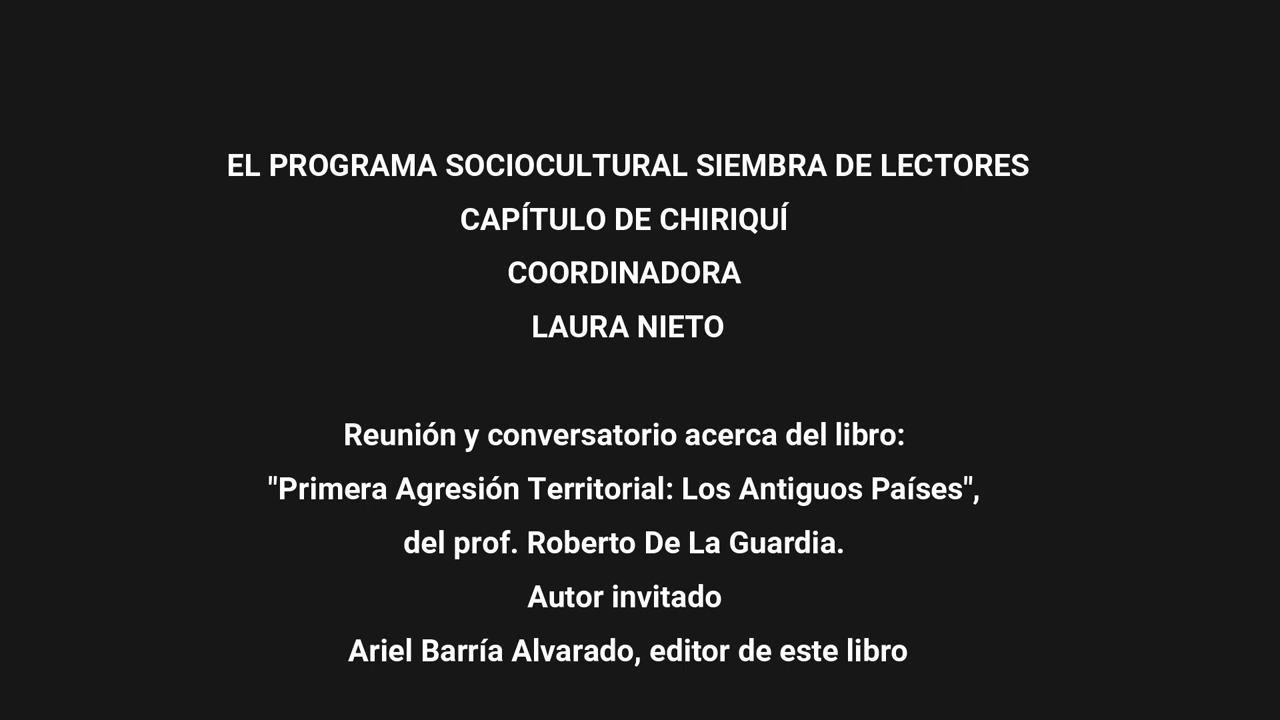 EL PROGRAMA SOCIOCULTURAL SIEMBRA DE LECTORES
CAPÍTULO DE CHIRIQUÍ
COORDINADORA
LAURA NIETO
Reunión y conversatorio acerca del libro:
"Primera Agresión Territorial: Los Antiguos Países",
del prof. Roberto De La Guardia.
Autor invitado
Ariel Barría Alvarado, editor de este libro